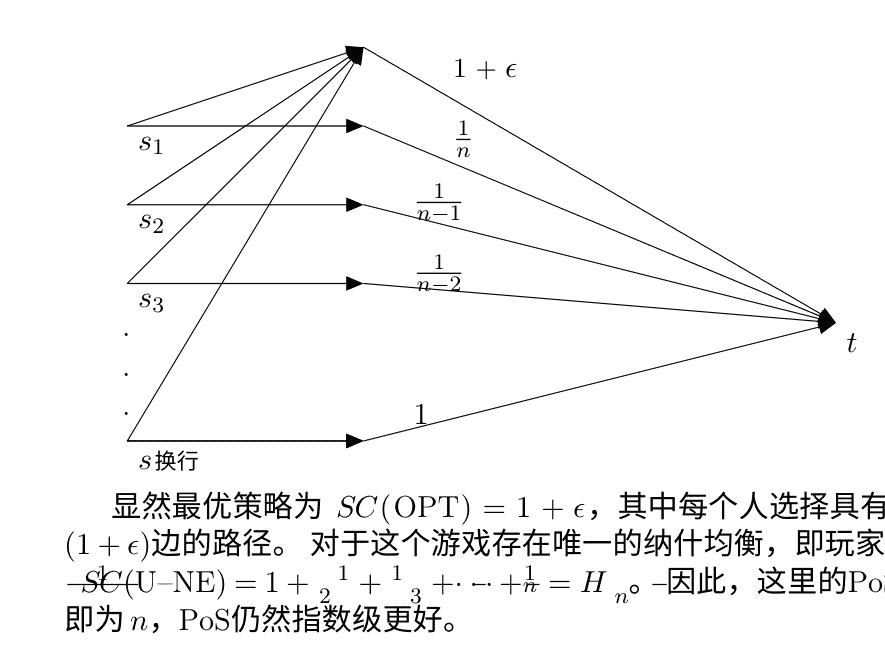 1 + ϵ
1/n
s1
1/(n−1)
s2
1/(n−2)
s3
t
1
s换行
显然最优策略为 SC(OPT) = 1 + ϵ，其中每个人选择具有
(1 + ϵ)边的路径。 对于这个游戏存在唯一的纳什均衡，即玩家
SC(U–NE) = 1 + 1/2 + 1/3 + · · · + 1/n = Hn。因此，这里的PoS
即为 n，PoS仍然指数级更好。